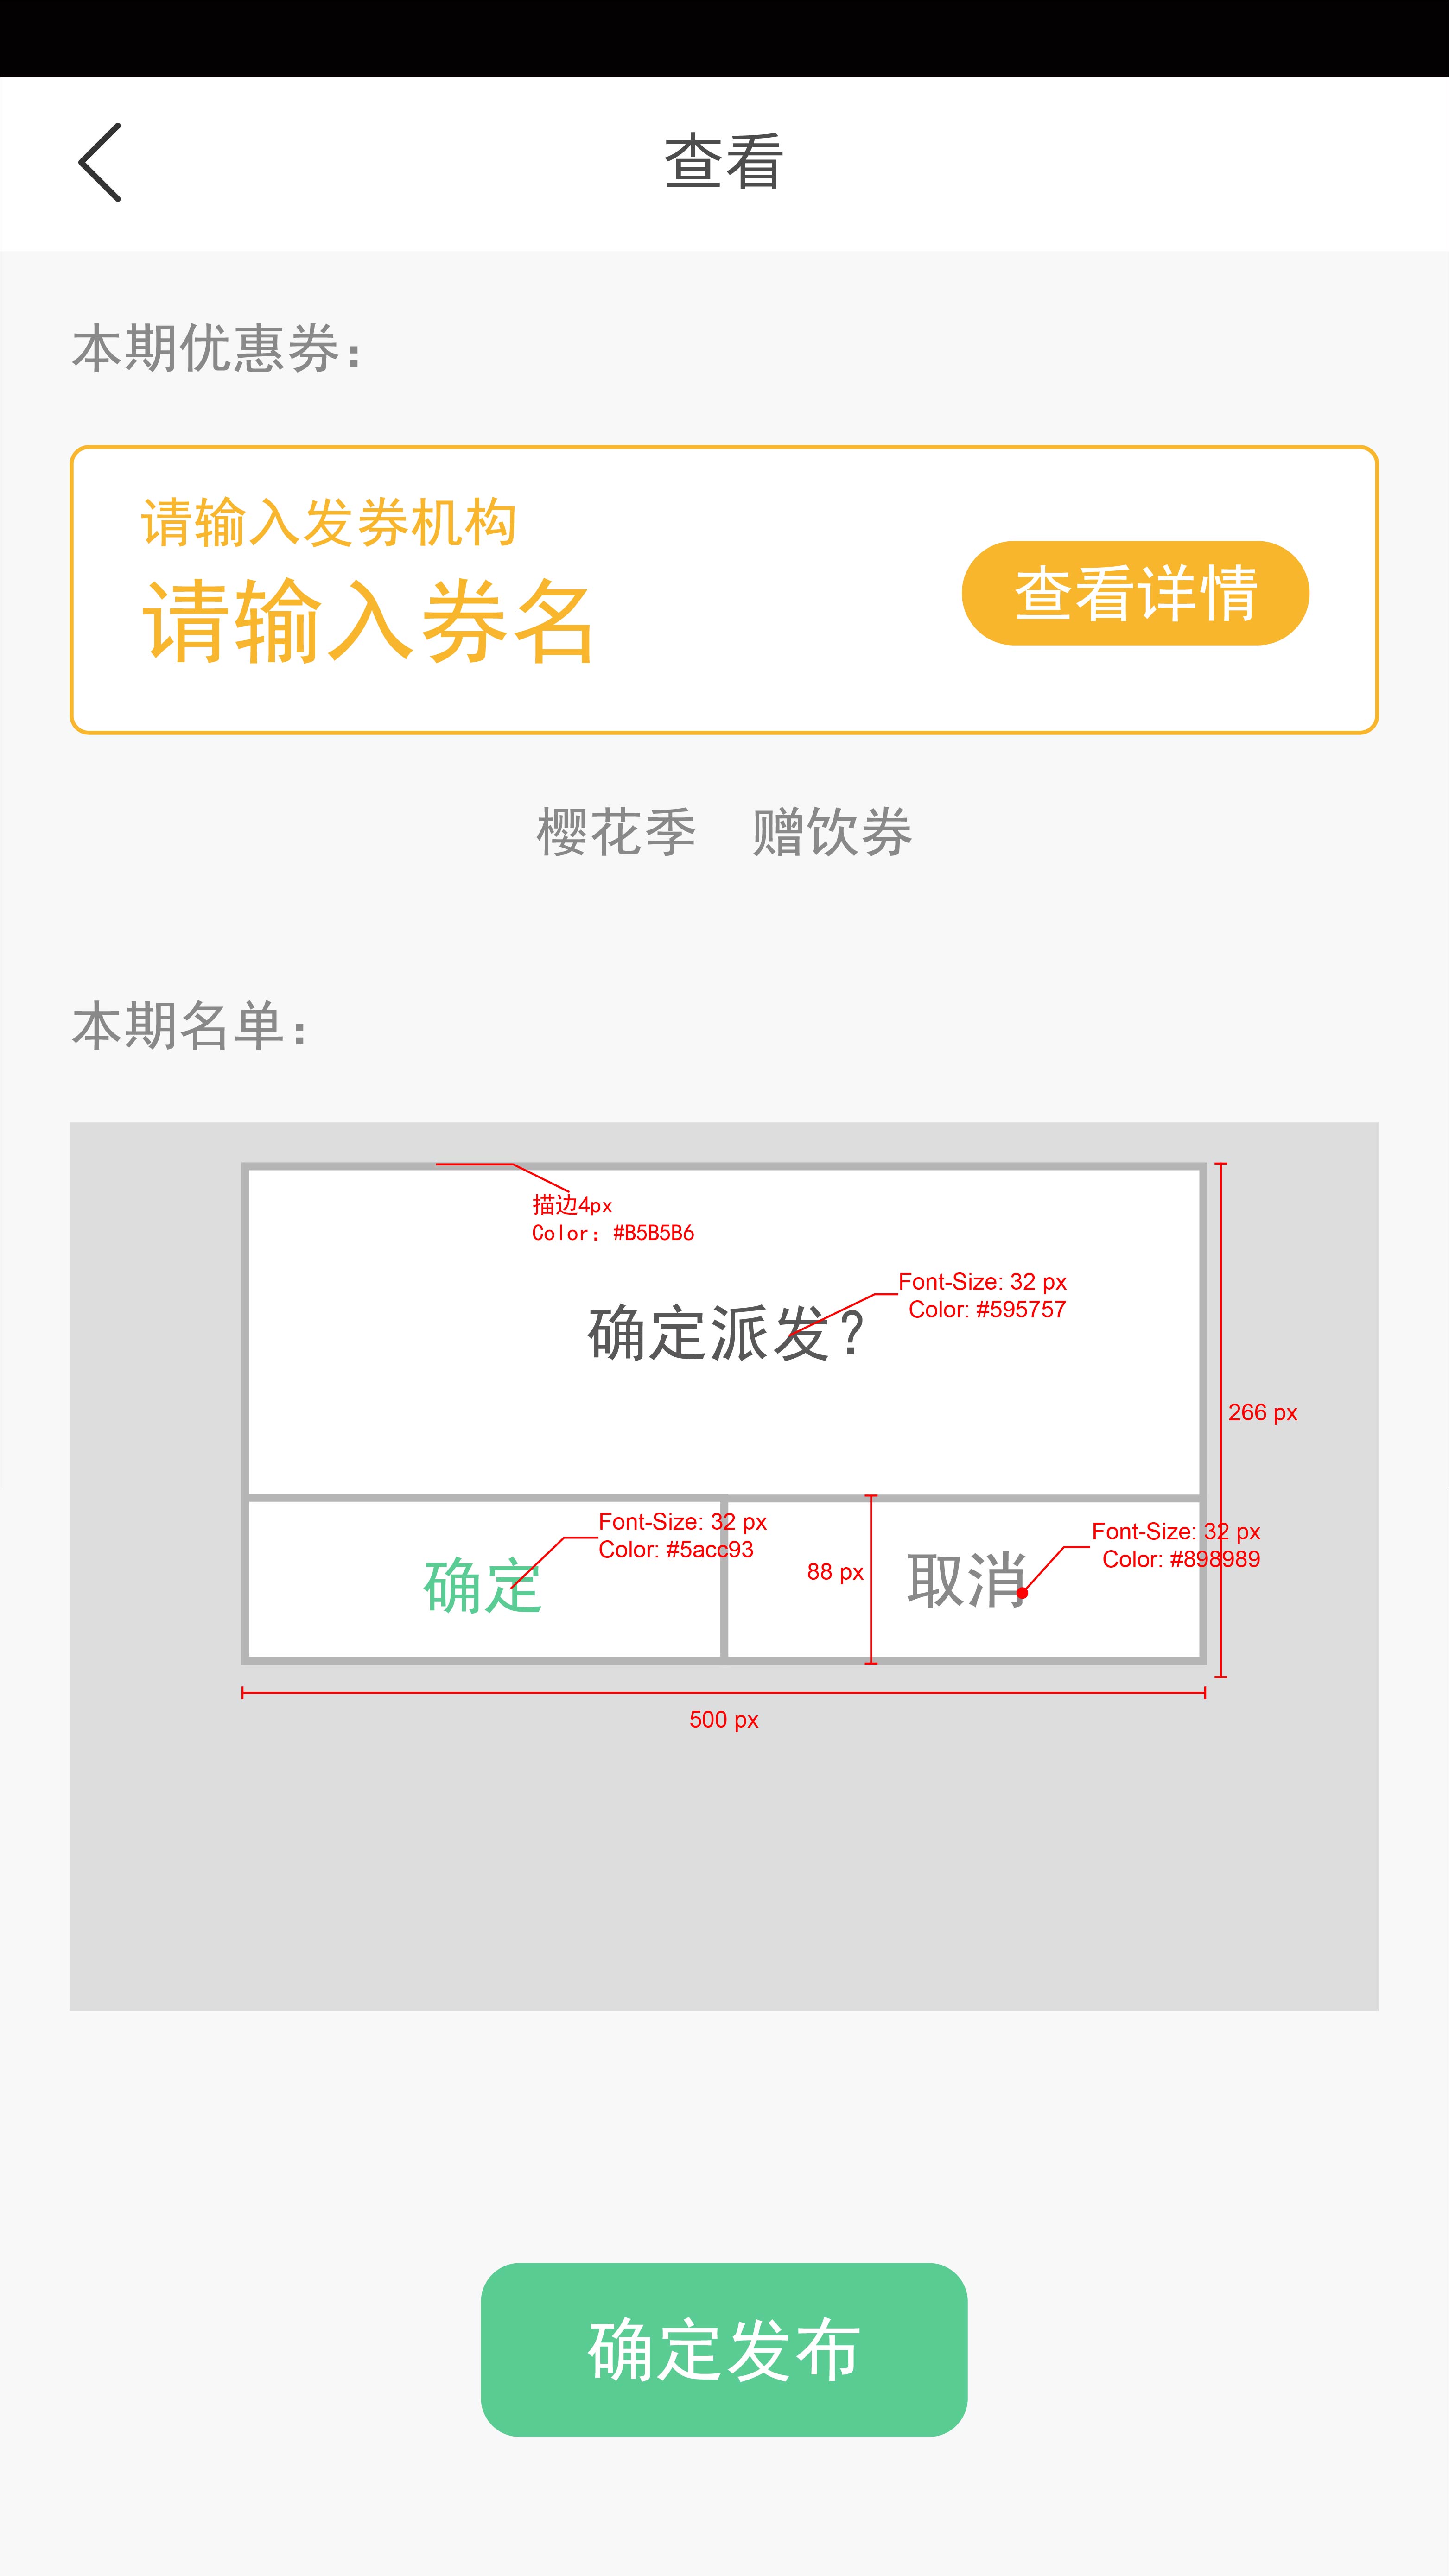 查看
本期优惠券：
请输入发券机构
请输入券名
查看详情
樱花季　赠饮券
本期名单：
描边4px
Color：#B5B5B6
Font-Size: 32 px
Color: #595757
确定派发?
266 px
Font-Size: 32 px
Color: #5acc93
确定
88 px
取消
Font-Size: 32 px
Color: #898989
500 px
确定发布